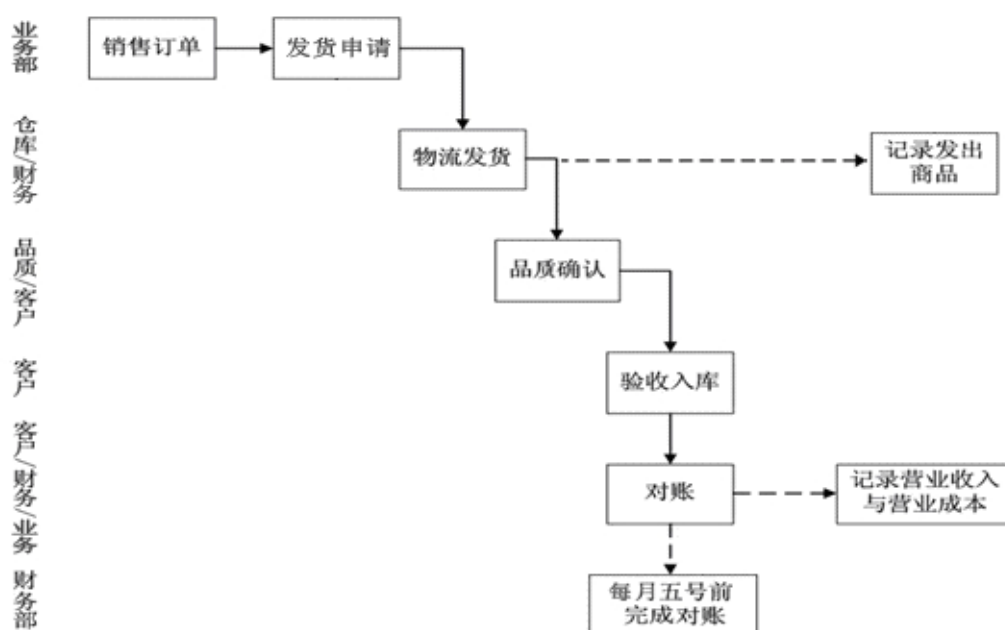 业务部
销售订单
发货申请
仓库/财务
物流发货
记录发出
商品
品质/客户
品质确认
客户
验收入库
客户/财务/业务
对账
记录营业收入
与营业成本
财务部
每月五号前
完成对账